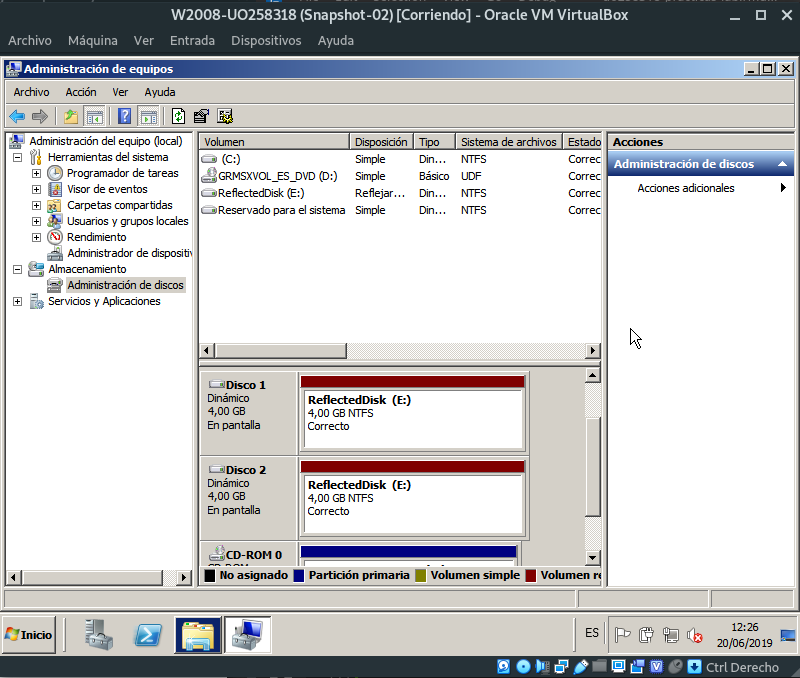 W2008-UO258318 (Snapshot-02) [Corriendo] - Oracle VM VirtualBox
Archivo Máquina Ver Entrada Dispositivos Ayuda
Administración de equipos
Archivo Acción Ver Ayuda
Administración del equipo (local)
Herramientas del sistema
Programador de tareas
Visor de eventos
Carpetas compartidas
Usuarios y grupos locales
Rendimiento
Administrador de dispositi
Almacenamiento
Administración de discos
Servicios y Aplicaciones
Volumen Disposición Tipo Sistema de archivos Estado
(C:) Simple Din... NTFS Correc
GRMSXVOL_ES_DVD (D:) Simple Básico UDF Correc
ReflectedDisk (E:) Reflejar... Din... NTFS Correc
Reservado para el sistema Simple Din... NTFS Correc
Disco 1
Dinámico
4,00 GB
En pantalla
ReflectedDisk (E:)
4,00 GB NTFS
Correcto
Disco 2
Dinámico
4,00 GB
En pantalla
ReflectedDisk (E:)
4,00 GB NTFS
Correcto
CD-ROM 0
No asignado Partición primaria Volumen simple Volumen re
Acciones
Administración de discos
Acciones adicionales
Inicio
ES
12:26
20/06/2019
Ctrl Derecho